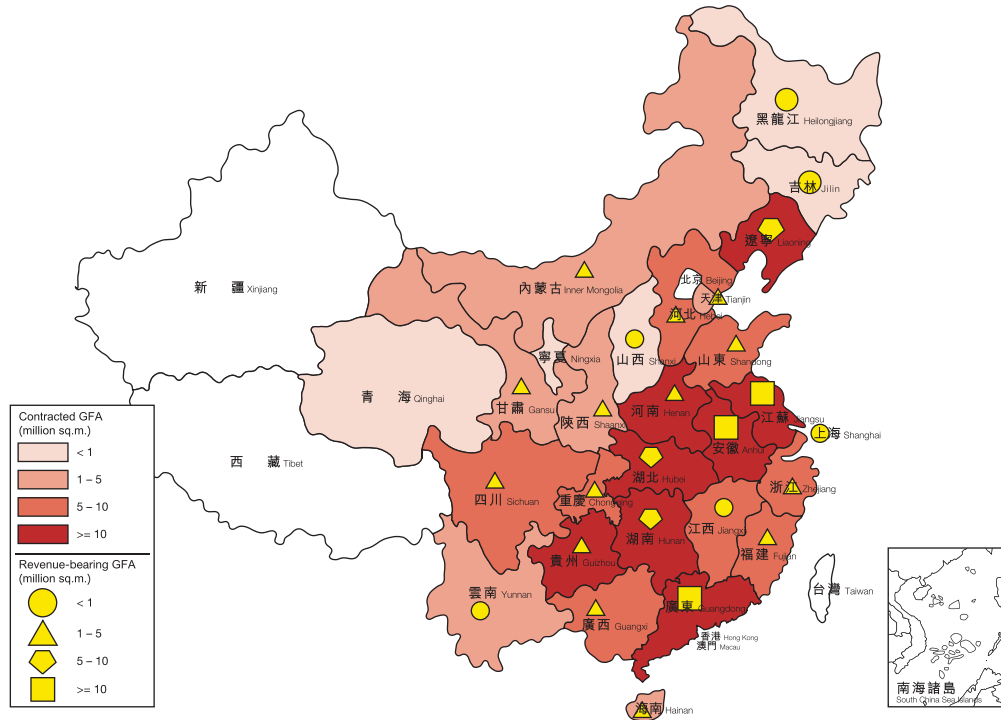 黑龍江 Heilongjiang
吉林 Jilin
遼寧 Liaoning
北京 Beijing
新 疆 Xinjiang
內蒙古 Inner Mongolia
天津 Tianjin
河北 Hebei
寧夏 Ningxia
山西 Shanxi
山東 Shandong
青 海 Qinghai
甘肅 Gansu
陝西 Shaanxi
河南 Henan
江蘇 Jiangsu
上海 Shanghai
安徽 Anhui
西 藏 Tibet
湖北 Hubei
四川 Sichuan
重慶 Chongqing
浙江 Zhejiang
江西 Jiangxi
湖南 Hunan
貴州 Guizhou
福建 Fujian
雲南 Yunnan
台灣 Taiwan
廣西 Guangxi
廣東 Guangdong
香港 Hong Kong
澳門 Macau
海南 Hainan
南海諸島
South China Sea Islands
Contracted GFA
(million sq.m.)
< 1
1 – 5
5 – 10
>= 10
Revenue-bearing GFA
(million sq.m.)
< 1
1 – 5
5 – 10
>= 10